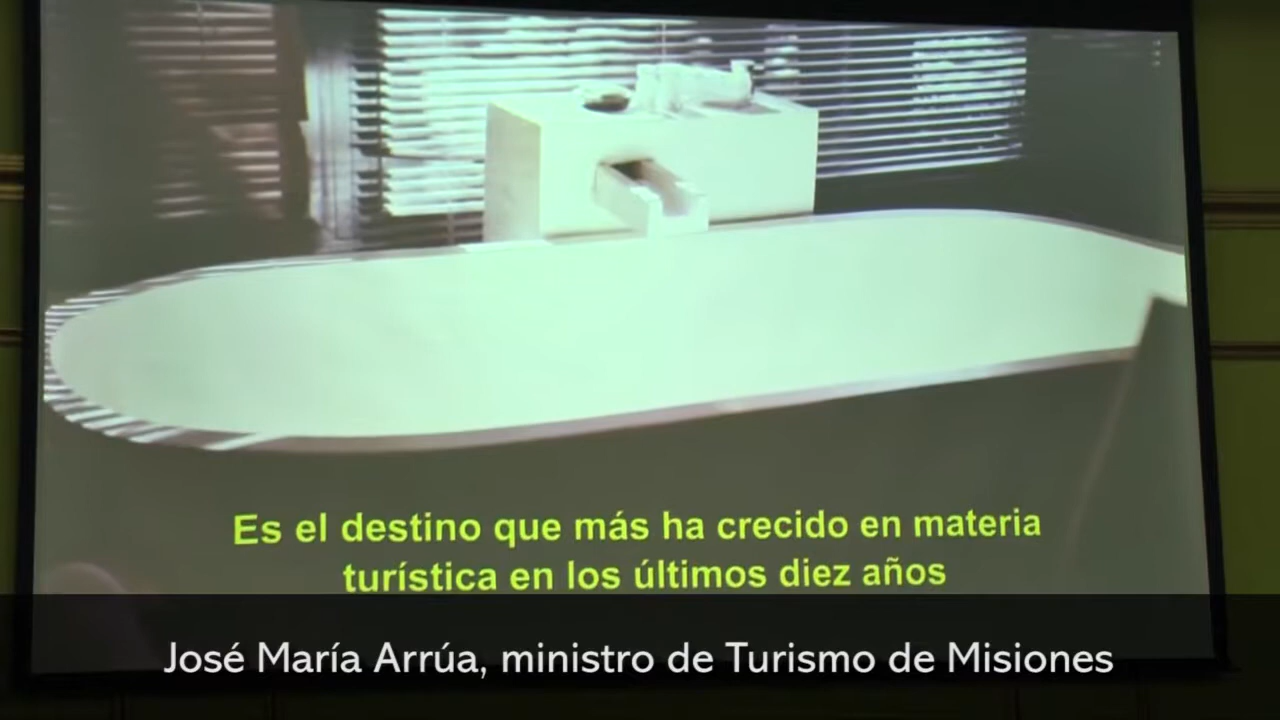 Es el destino que más ha crecido en materia
turística en los últimos diez años
José María Arrúa, ministro de Turismo de Misiones